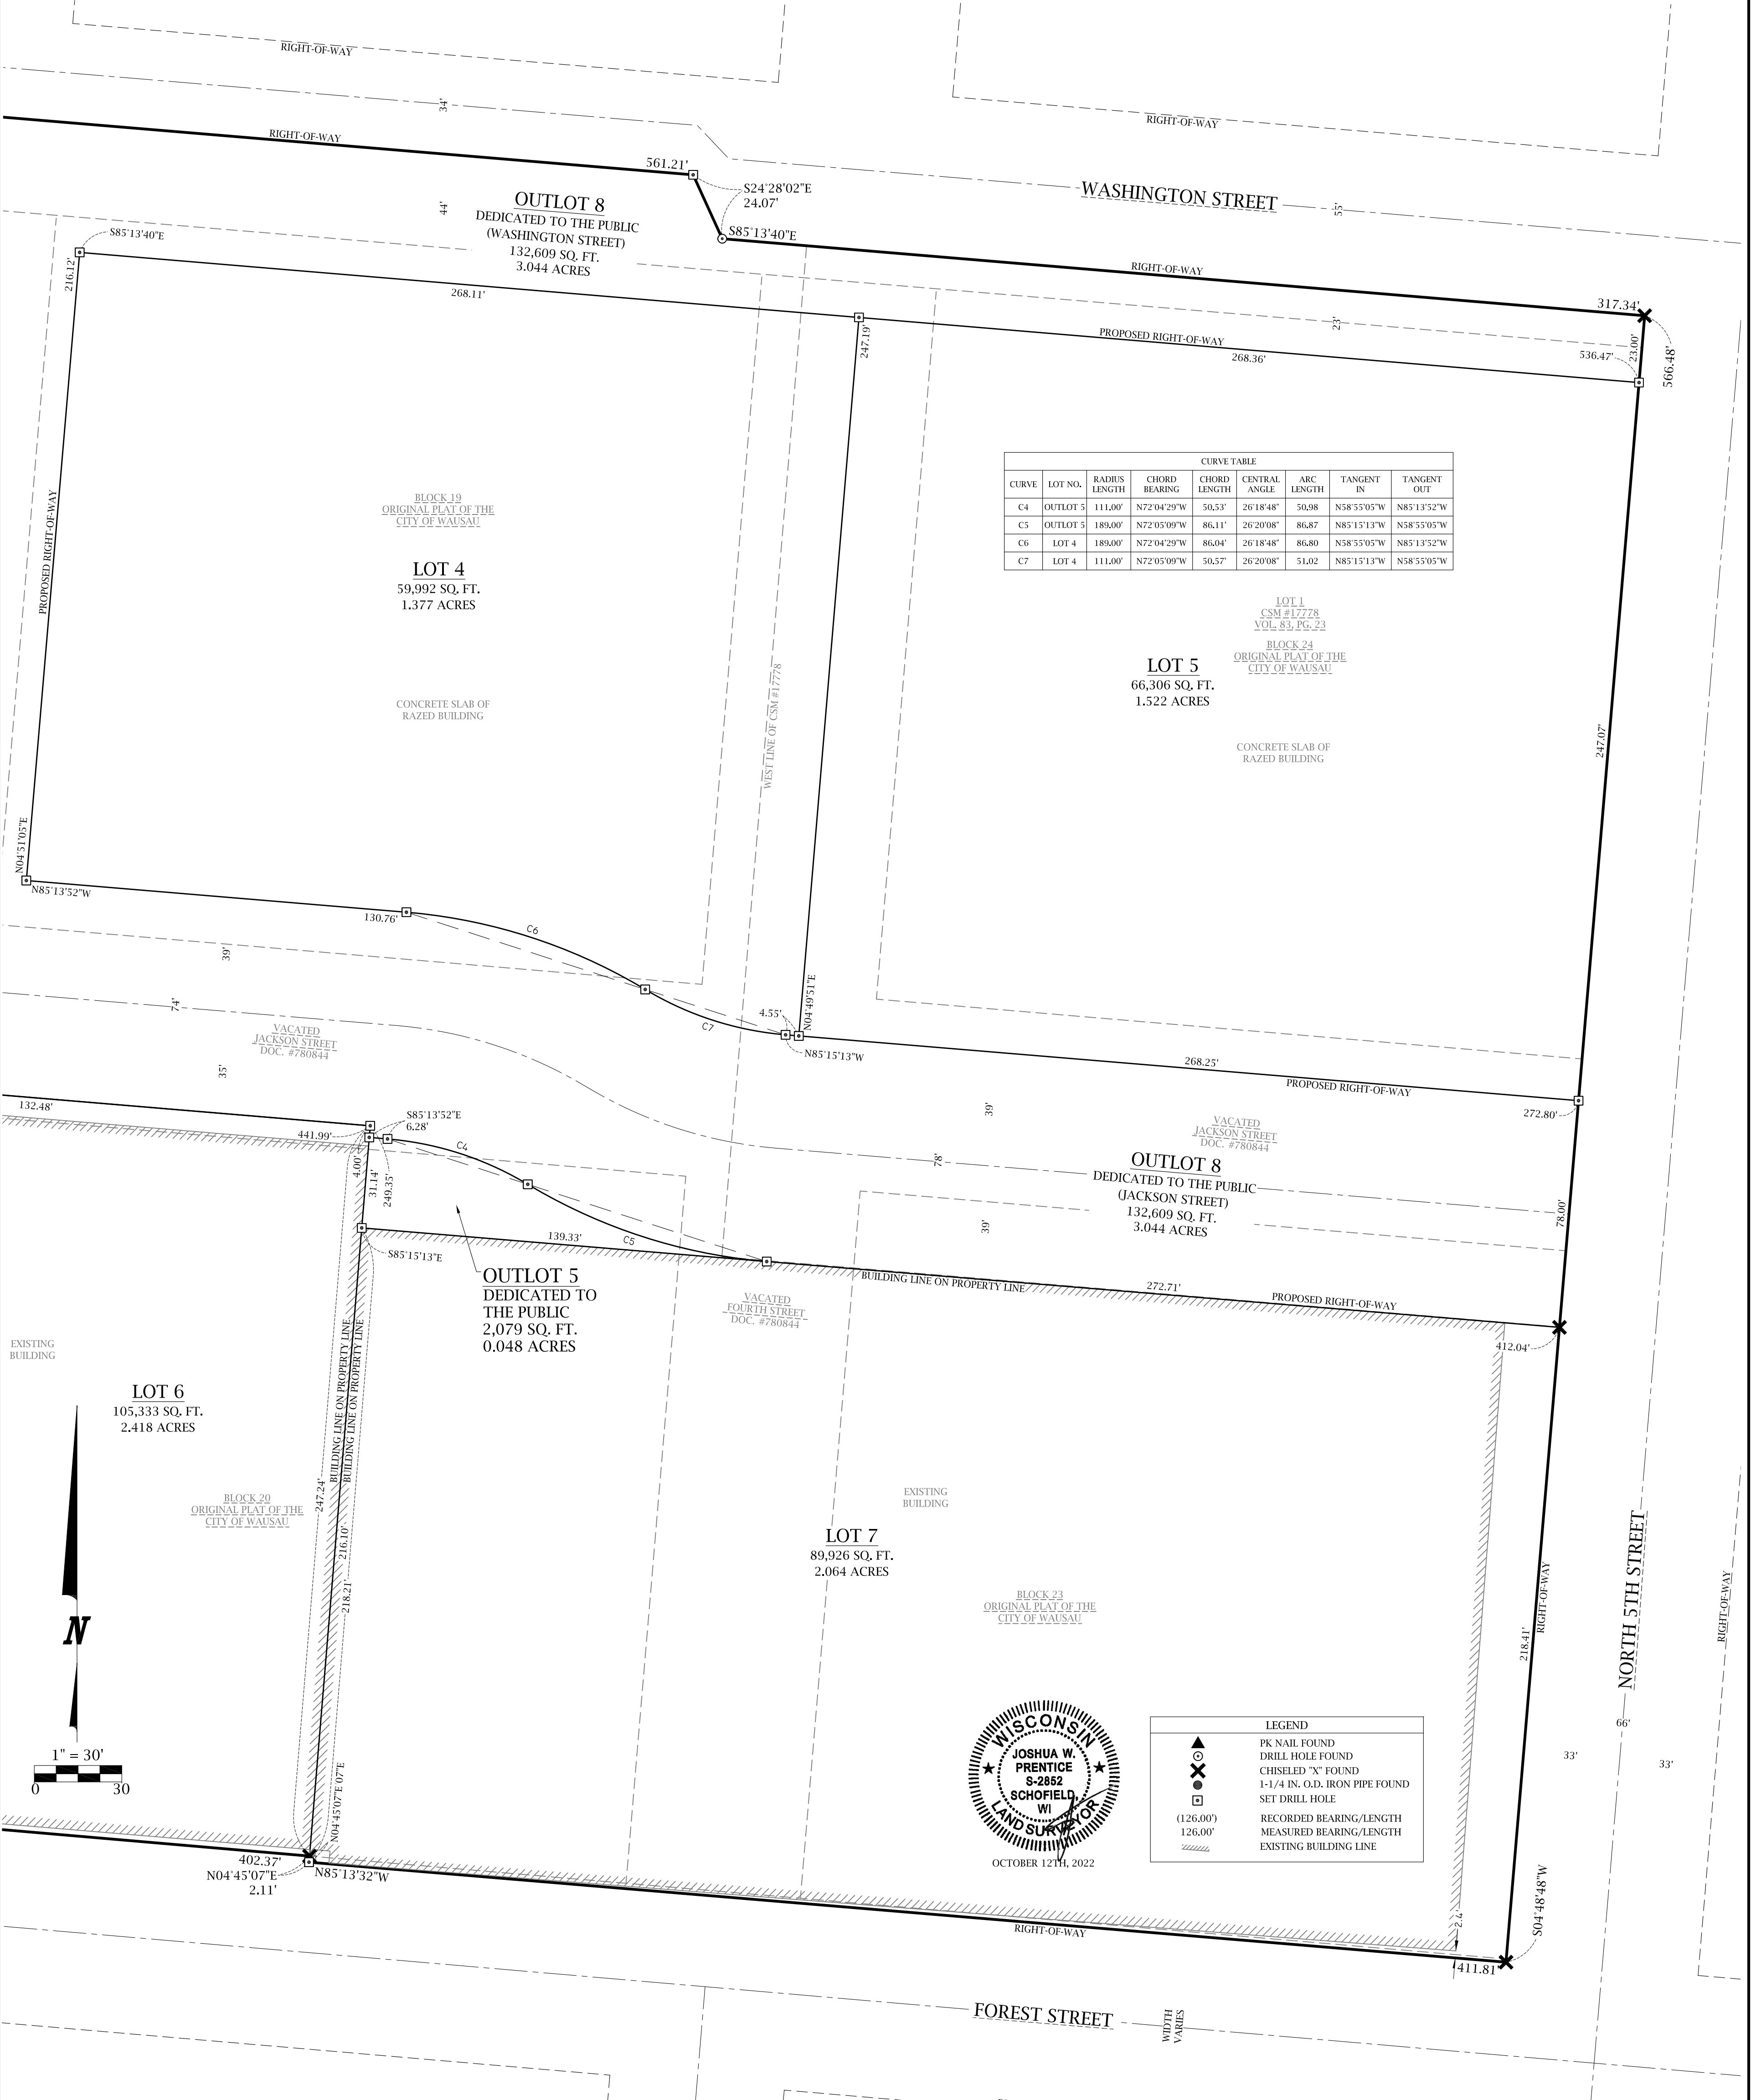 RIGHT-OF-WAY
34'
RIGHT-OF-WAY
RIGHT-OF-WAY
561.21'
S24°28'02"E
24.07'
WASHINGTON STREET
55'
44'
OUTLOT 8
DEDICATED TO THE PUBLIC
(WASHINGTON STREET)
132,609 SQ. FT.
3.044 ACRES
S85°13'40"E
S85°13'40"E
RIGHT-OF-WAY
317.34'
216.12'
268.11'
247.19'
PROPOSED RIGHT-OF-WAY
268.36'
23'
536.47'
23.00'
566.48'
CURVE TABLE
CURVE LOT NO. RADIUS LENGTH CHORD BEARING CHORD LENGTH CENTRAL ANGLE ARC LENGTH TANGENT IN TANGENT OUT
C4 OUTLOT 5 111.00' N72°04'29"W 50.53' 26°18'48" 50.98 N58°55'05"W N85°13'52"W
C5 OUTLOT 5 189.00' N72°05'09"W 86.11' 26°20'08" 86.87 N85°15'13"W N58°55'05"W
C6 LOT 4 189.00' N72°04'29"W 86.04' 26°18'48" 86.80 N58°55'05"W N85°13'52"W
C7 LOT 4 111.00' N72°05'09"W 50.57' 26°20'08" 51.02 N85°15'13"W N58°55'05"W
BLOCK 19
ORIGINAL PLAT OF THE
CITY OF WAUSAU
PROPOSED RIGHT-OF-WAY
LOT 4
59,992 SQ. FT.
1.377 ACRES
CONCRETE SLAB OF
RAZED BUILDING
WEST LINE OF CSM #17778
LOT 1
CSM #17778
VOL. 83, PG. 23
BLOCK 24
ORIGINAL PLAT OF THE
CITY OF WAUSAU
LOT 5
66,306 SQ. FT.
1.522 ACRES
CONCRETE SLAB OF
RAZED BUILDING
247.07'
N04°51'05"E
N85°13'52"W
130.76'
C6
39'
74'
VACATED
JACKSON STREET
DOC. #780844
35'
C7
4.55'
N04°49'51"E
N85°15'13"W
268.25'
PROPOSED RIGHT-OF-WAY
272.80'
132.48'
441.99'
S85°13'52"E
6.28'
C4
4.00'
31.14'
249.35'
39'
78'
39'
VACATED
JACKSON STREET
DOC. #780844
OUTLOT 8
DEDICATED TO THE PUBLIC
(JACKSON STREET)
132,609 SQ. FT.
3.044 ACRES
78.00'
S85°15'13"E
139.33'
C5
OUTLOT 5
DEDICATED TO
THE PUBLIC
2,079 SQ. FT.
0.048 ACRES
BUILDING LINE ON PROPERTY LINE
272.71'
PROPOSED RIGHT-OF-WAY
412.04'
VACATED
FOURTH STREET
DOC. #780844
EXISTING
BUILDING
LOT 6
105,333 SQ. FT.
2.418 ACRES
BUILDING LINE ON PROPERTY LINE
BUILDING LINE ON PROPERTY LINE
BLOCK 20
ORIGINAL PLAT OF THE
CITY OF WAUSAU
247.24'
216.10'
218.21'
EXISTING
BUILDING
LOT 7
89,926 SQ. FT.
2.064 ACRES
BLOCK 23
ORIGINAL PLAT OF THE
CITY OF WAUSAU
218.41'
RIGHT-OF-WAY
NORTH 5TH STREET
RIGHT-OF-WAY
66'
33'
33'
N
1" = 30'
0 30
WISCONSIN
JOSHUA W.
PRENTICE
S-2852
SCHOFIELD,
WI
LAND SURVEYOR
OCTOBER 12TH, 2022
LEGEND
PK NAIL FOUND
DRILL HOLE FOUND
CHISELED "X" FOUND
1-1/4 IN. O.D. IRON PIPE FOUND
SET DRILL HOLE
(126.00') RECORDED BEARING/LENGTH
126.00' MEASURED BEARING/LENGTH
EXISTING BUILDING LINE
N04°45'07"E 07"E
402.37'
N04°45'07"E
2.11'
N85°13'32"W
RIGHT-OF-WAY
2.4'
411.81'
S04°48'48"W
FOREST STREET
WIDTH
VARIES